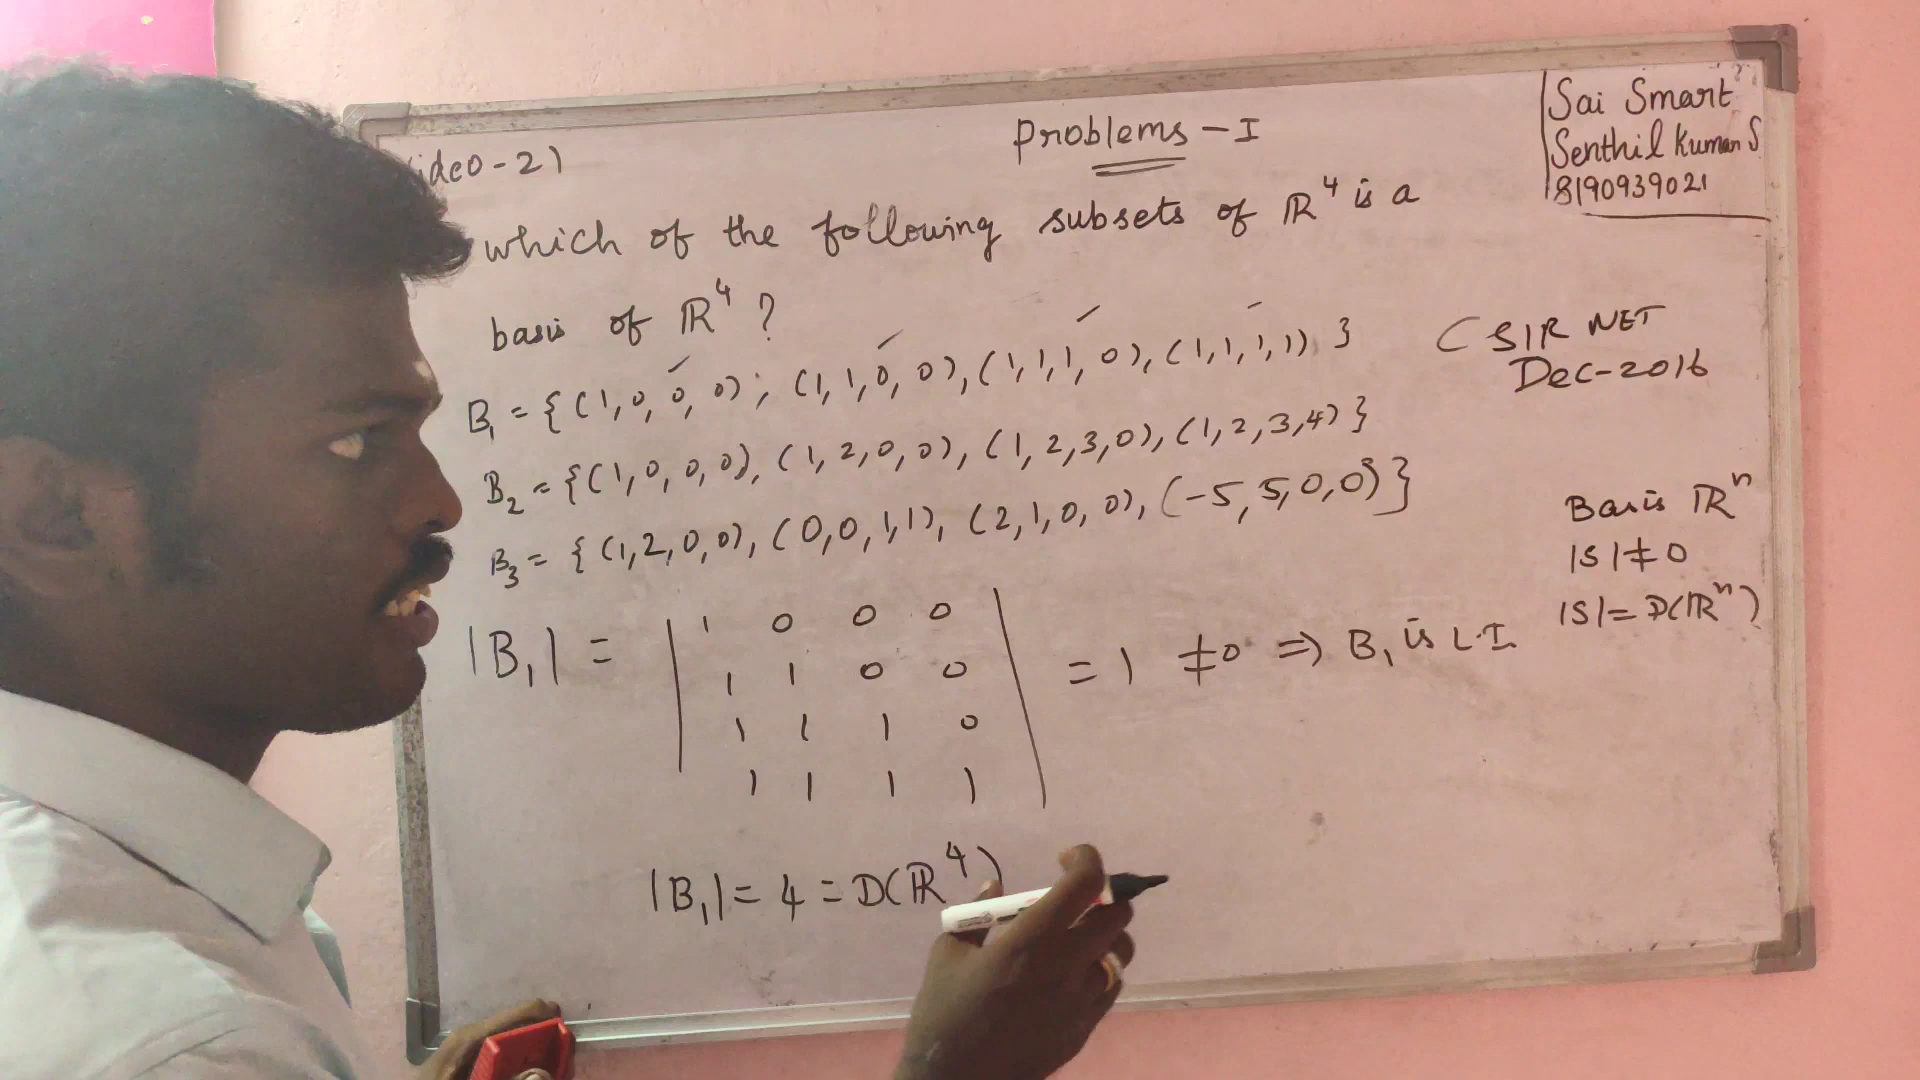 ideo - 2)
Problems - I
Sai Smart
Senthil Kumar S
8190939021
which of the following subsets of ℝ⁴ is a
basis of ℝ⁴ ?
B₁ = {(1,0,0,0), (1,1,0,0), (1,1,1,0), (1,1,1,1)}
(CSIR NET
Dec-2016
B₂ = {(1,0,0,0), (1,2,0,0), (1,2,3,0), (1,2,3,4)}
B₃ = {(1,2,0,0), (0,0,1,1), (2,1,0,0), (-5,5,0,0)}
Basis ℝⁿ
|S| ≠ 0
|S| = D(ℝⁿ)
|B₁| = | 1 0 0 0 |
1 1 0 0
1 1 1 0
1 1 1 1
= 1 ≠ 0 ⇒ B₁ is L.I.
|B₁| = 4 = D(ℝ⁴)